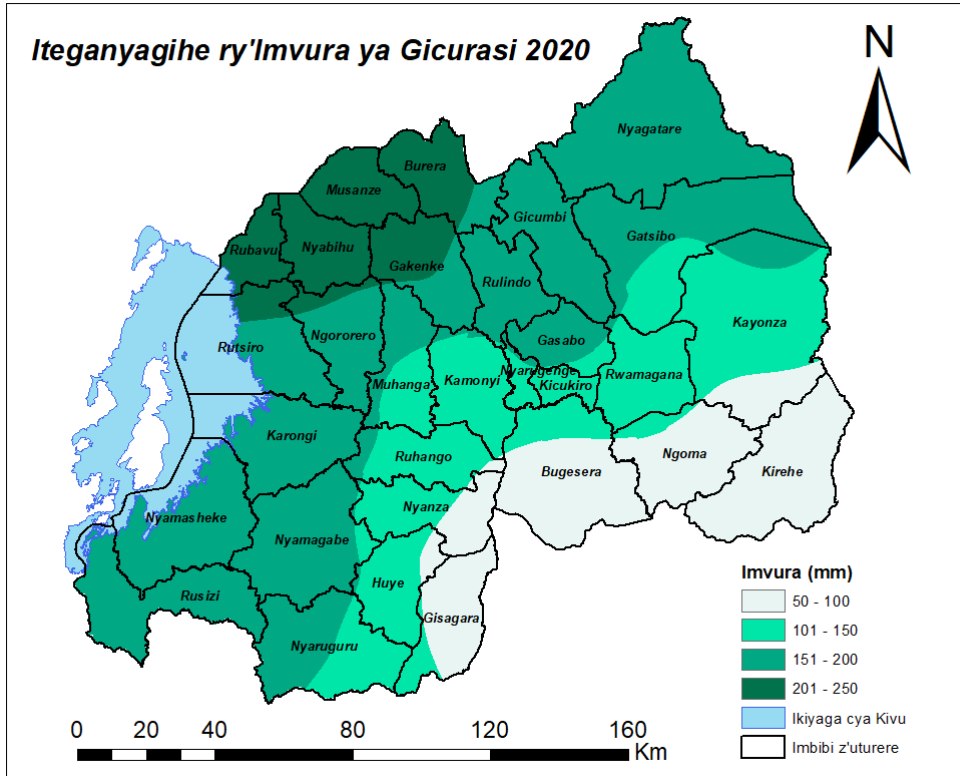 Iteganyagihe ry'Imvura ya Gicurasi 2020
N
Nyagatare
Burera
Musanze
Gicumbi
Gatsibo
Rubavu
Nyabihu
Gakenke
Rulindo
Kayonza
Rutsiro
Ngororero
Gasabo
Nyarugenge
Kicukiro
Rwamagana
Muhanga
Kamonyi
Karongi
Ruhango
Bugesera
Ngoma
Kirehe
Nyamasheke
Nyanza
Nyamagabe
Huye
Rusizi
Gisagara
Nyaruguru
Imvura (mm)
50 - 100
101 - 150
151 - 200
201 - 250
Ikiyaga cya Kivu
Imbibi z'uturere
0 20 40 80 120 160
Km